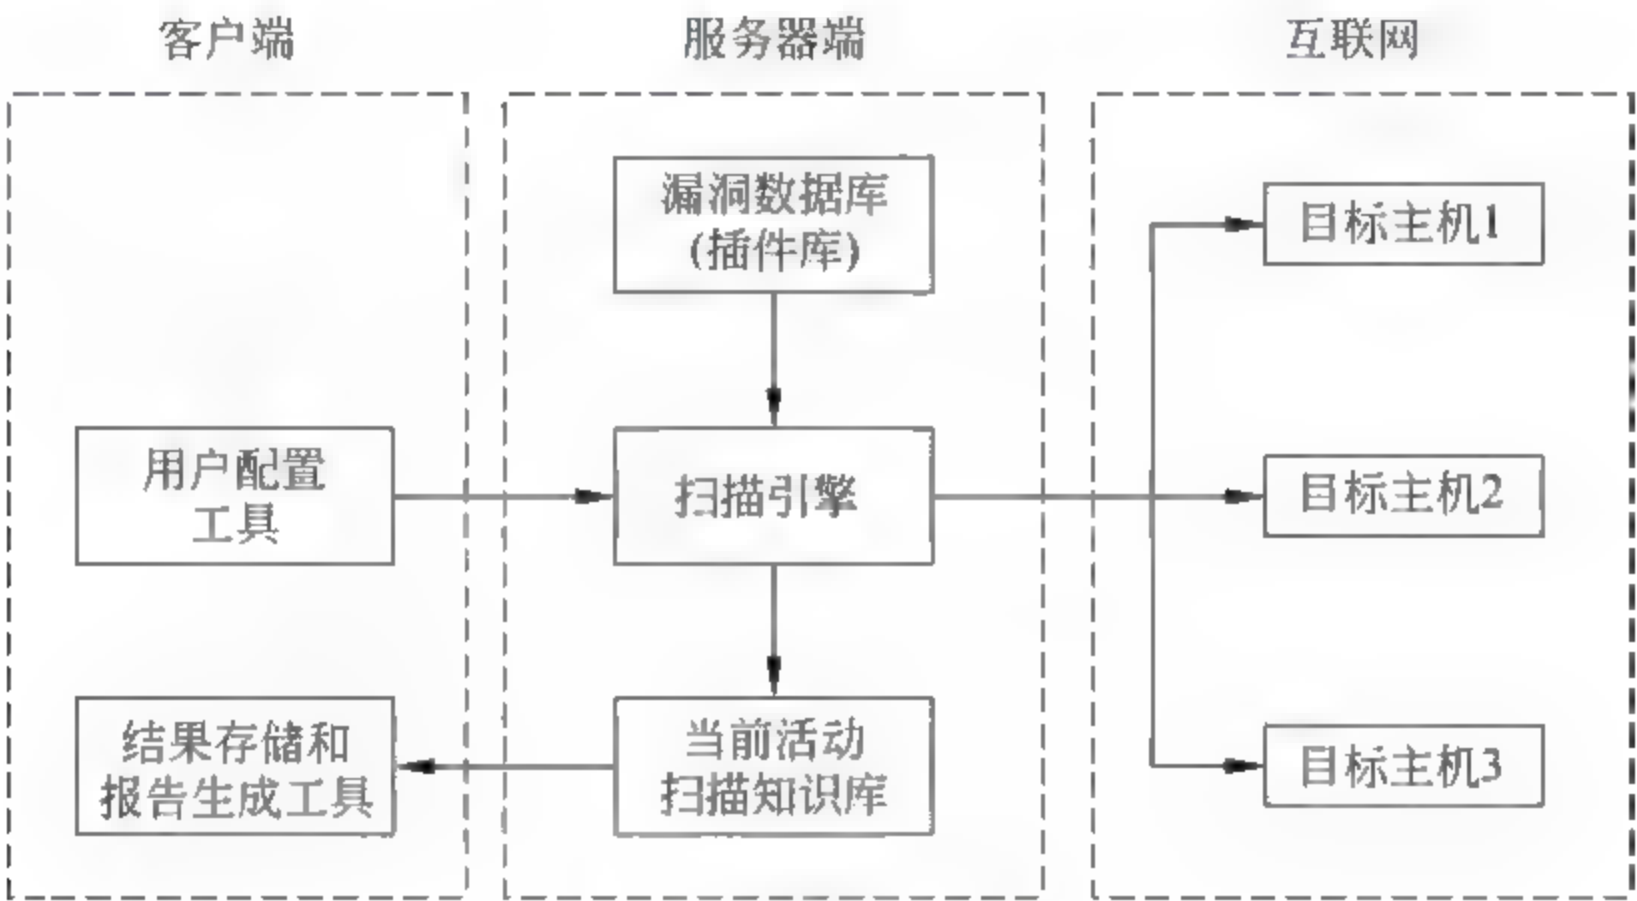 客户端
服务器端
互联网
漏洞数据库
(插件库)
目标主机1
用户配置
工具
扫描引擎
目标主机2
结果存储和
报告生成工具
当前活动
扫描知识库
目标主机3